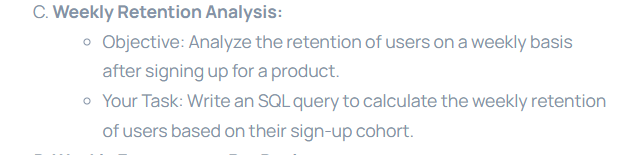 C. Weekly Retention Analysis:
Objective: Analyze the retention of users on a weekly basis
after signing up for a product.
Your Task: Write an SQL query to calculate the weekly retention
of users based on their sign-up cohort.